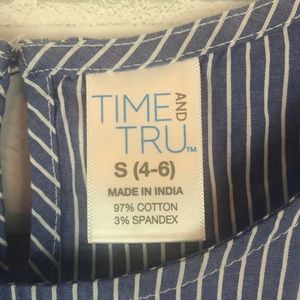 TIME AND
TRU™
S (4-6)
MADE IN INDIA
97% COTTON
3% SPANDEX